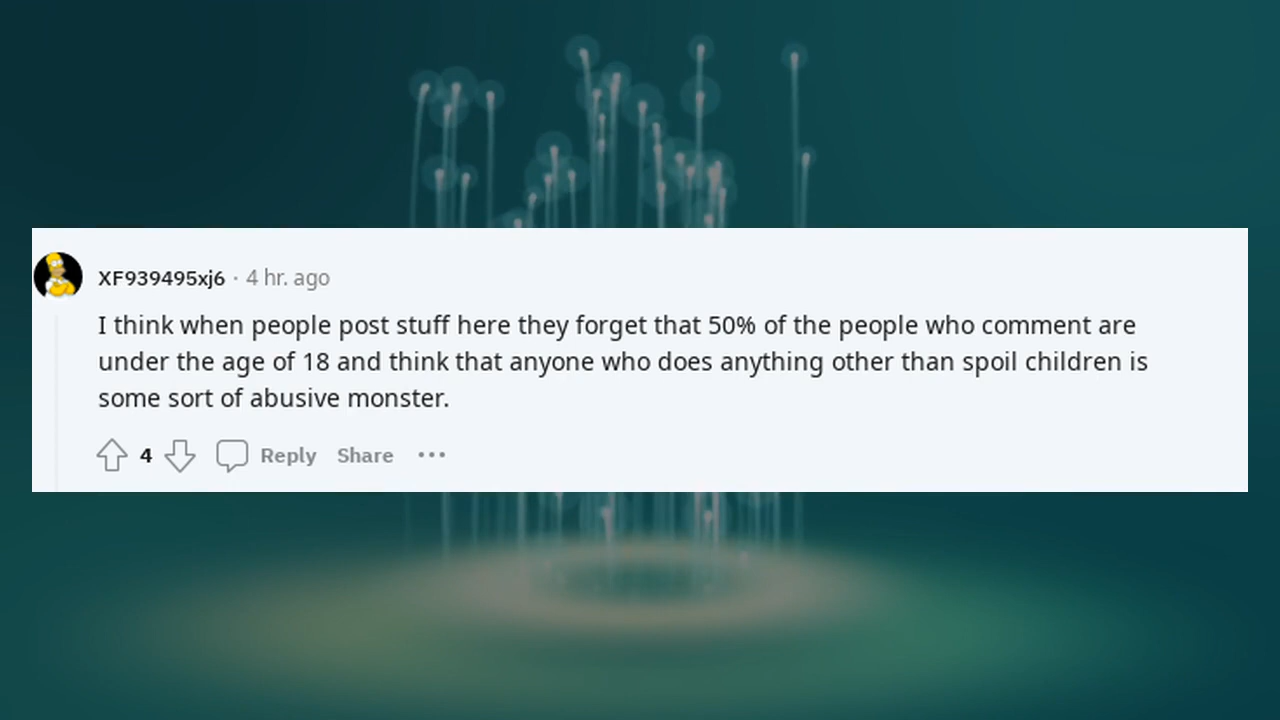 XF939495xj6 · 4 hr. ago
I think when people post stuff here they forget that 50% of the people who comment are
under the age of 18 and think that anyone who does anything other than spoil children is
some sort of abusive monster.
4 Reply Share ···